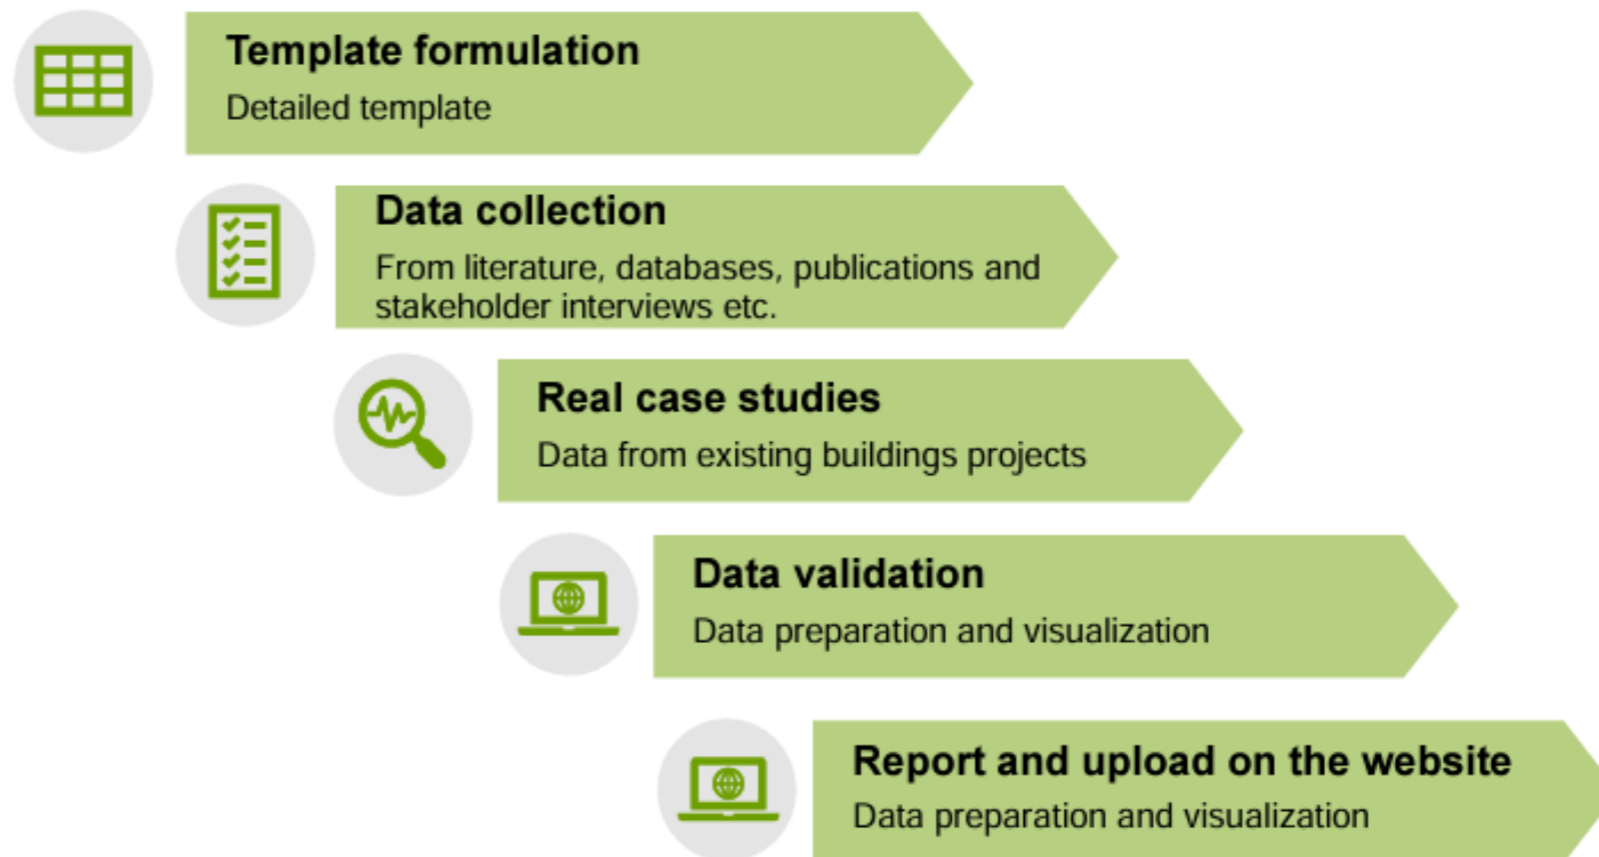 Template formulation
Detailed template
Data collection
From literature, databases, publications and
stakeholder interviews etc.
Real case studies
Data from existing buildings projects
Data validation
Data preparation and visualization
Report and upload on the website
Data preparation and visualization